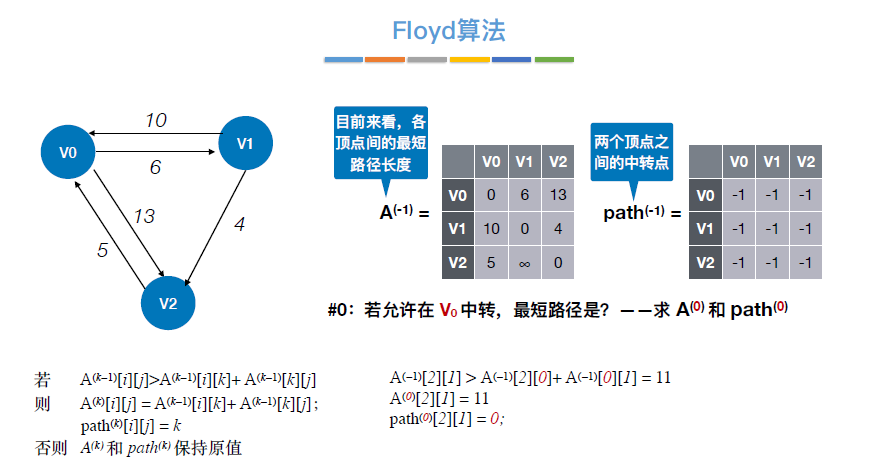 Floyd算法
10
V0
V1
6
13
4
5
V2
目前来看，各
顶点间的最短
路径长度
A(-1) =
V0 V1 V2
V0 0 6 13
V1 10 0 4
V2 5 ∞ 0
两个顶点之
间的中转点
path(-1) =
V0 V1 V2
V0 -1 -1 -1
V1 -1 -1 -1
V2 -1 -1 -1
#0：若允许在 V0 中转，最短路径是？——求 A(0) 和 path(0)
若 A(k–1)[i][j]>A(k–1)[i][k]+ A(k–1)[k][j]
则 A(k)[i][j] = A(k–1)[i][k]+ A(k–1)[k][j];
path(k)[i][j] = k
否则 A(k) 和 path(k) 保持原值
A(–1)[2][1] > A(–1)[2][0]+ A(–1)[0][1] = 11
A(0)[2][1] = 11
path(0)[2][1] = 0;